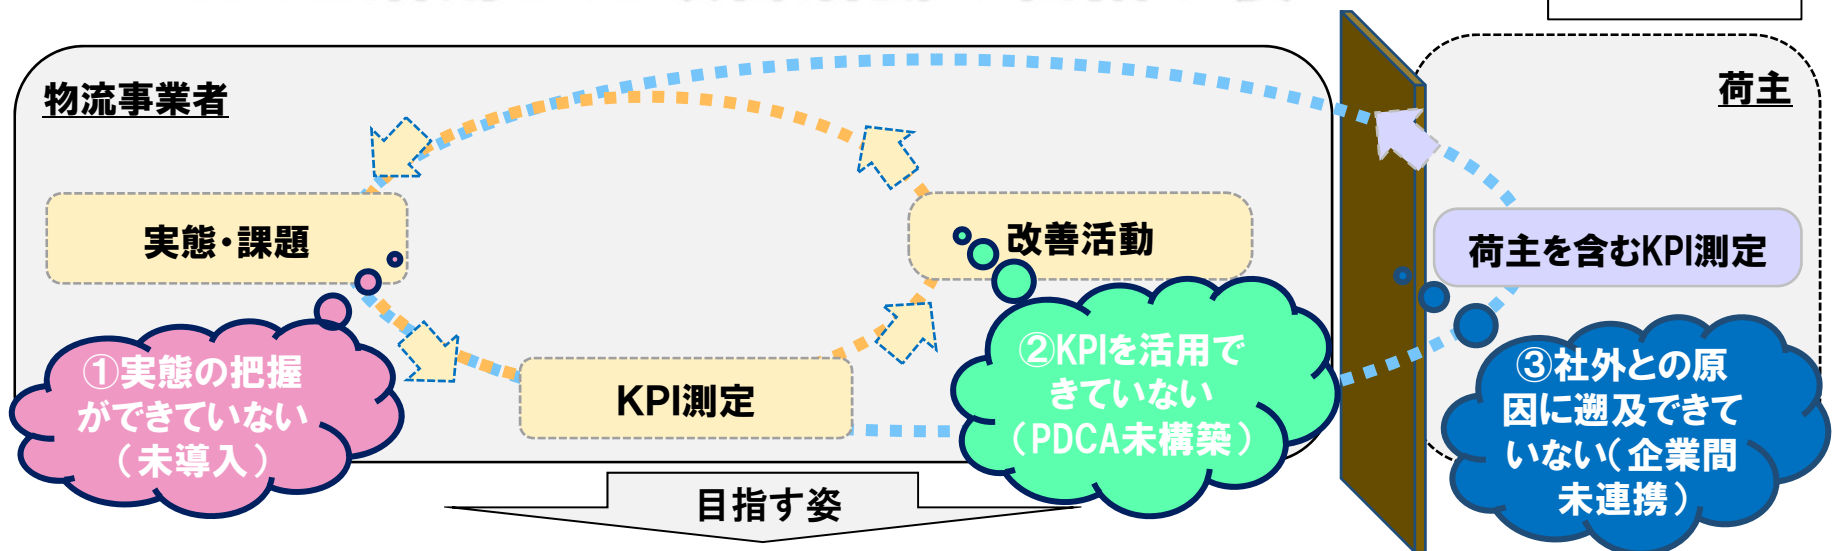 物流事業者
荷主
実態・課題
改善活動
荷主を含むKPI測定
KPI測定
①実態の把握
ができていない
（未導入）
②KPIを活用で
きていない
（PDCA未構築）
③社外との原
因に遡及できて
いない（企業間
未連携）
目指す姿